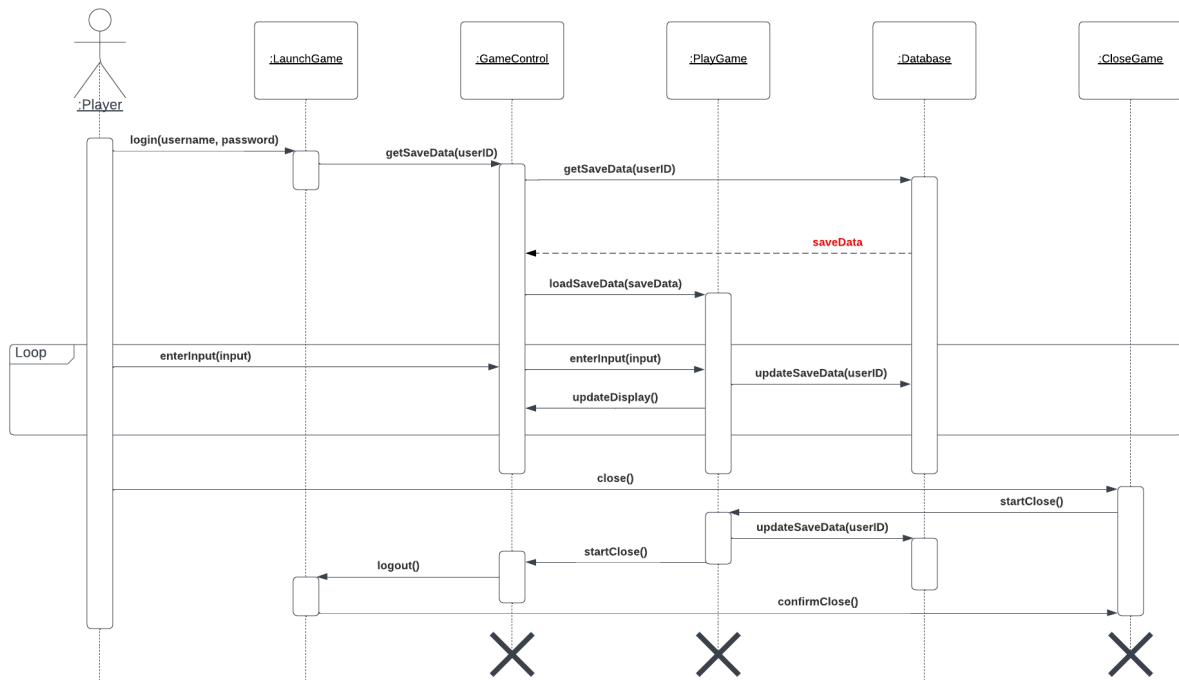 :Player
:LaunchGame
:GameControl
:PlayGame
:Database
:CloseGame
login(username, password)
getSaveData(userID)
getSaveData(userID)
saveData
loadSaveData(saveData)
Loop
enterInput(input)
enterInput(input)
updateSaveData(userID)
updateDisplay()
close()
startClose()
updateSaveData(userID)
startClose()
logout()
confirmClose()